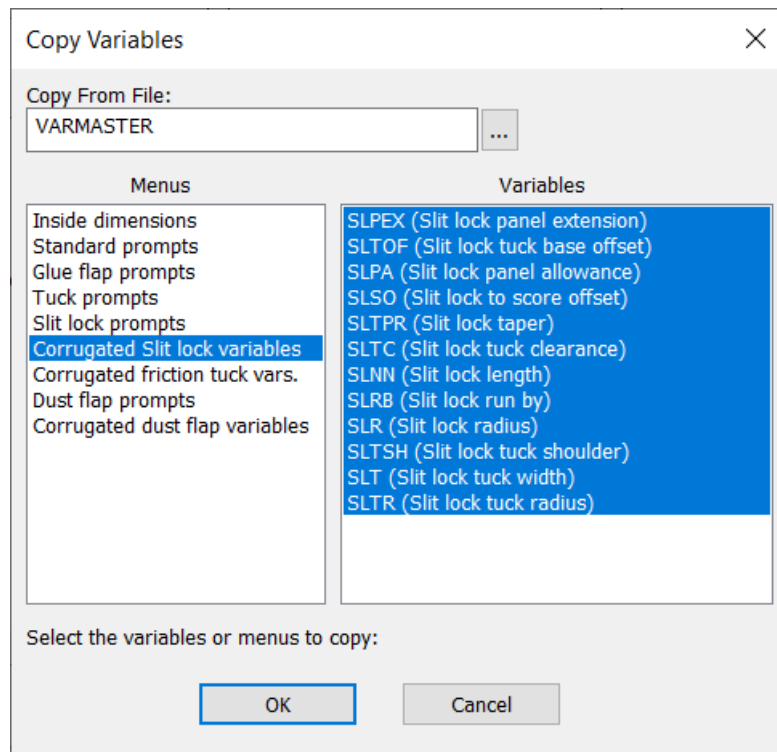 Copy Variables
Copy From File:
VARMASTER
...
Menus
Inside dimensions
Standard prompts
Glue flap prompts
Tuck prompts
Slit lock prompts
Corrugated Slit lock variables
Corrugated friction tuck vars.
Dust flap prompts
Corrugated dust flap variables
Variables
SLPEX (Slit lock panel extension)
SLTOF (Slit lock tuck base offset)
SLPA (Slit lock panel allowance)
SLSO (Slit lock to score offset)
SLTPR (Slit lock taper)
SLTC (Slit lock tuck clearance)
SLNN (Slit lock length)
SLRB (Slit lock run by)
SLR (Slit lock radius)
SLTSH (Slit lock tuck shoulder)
SLT (Slit lock tuck width)
SLTR (Slit lock tuck radius)
Select the variables or menus to copy:
OK
Cancel